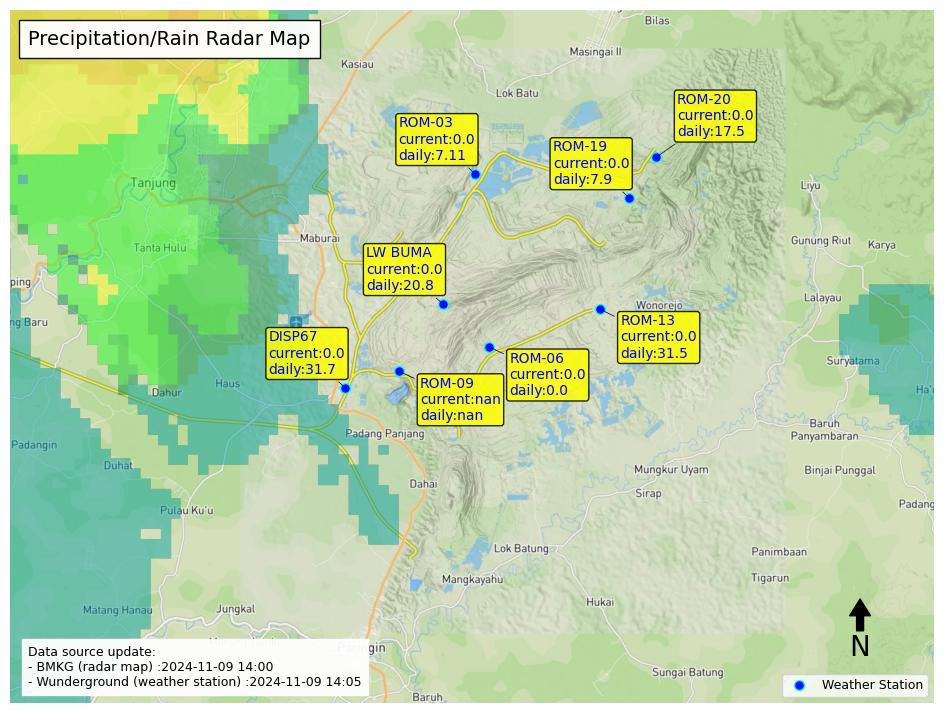 Precipitation/Rain Radar Map
Bilas
Masingai II
Kasiau
Lok Batu
ROM-20
current:0.0
daily:17.5
ROM-03
current:0.0
daily:7.11
ROM-19
current:0.0
daily:7.9
Tanjung
Liyu
Maburai
Tanta Hulu
Gunung Riut
Karya
LW BUMA
current:0.0
daily:20.8
ping
Lalayau
Wonorejo
ng Baru
ROM-13
current:0.0
daily:31.5
DISP67
current:0.0
daily:31.7
ROM-06
current:0.0
daily:0.0
Suryatama
Haus
Ha'
Dahur
ROM-09
current:nan
daily:nan
Padang Panjang
Baruh
Panyambaran
Padangin
Duhat
Mungkur Uyam
Binjai Punggal
Dahai
Sirap
Padang
Pulau Ku'u
Lok Batung
Panimbaan
Mangkayahu
Tigarun
Matang Hanau
Jungkal
Hukai
N
Data source update:
- BMKG (radar map) :2024-11-09 14:00
- Wunderground (weather station) :2024-11-09 14:05
Sungai Batung
Weather Station
Baruh